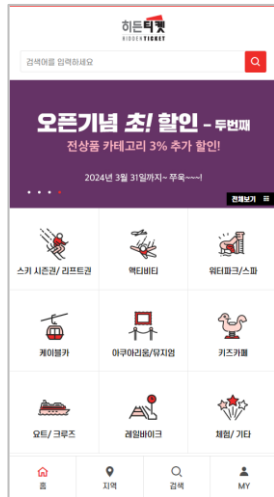 히든티켓
HIDDEN TICKET
검색어를 입력하세요
오픈기념 초! 할인 - 두번째
전상품 카테고리 3% 추가 할인!
2024년 3월 31일까지~ 쭈욱~~~!
전체보기
스키 시즌권/ 리프트권
액티비티
워터파크/스파
케이블카
아쿠아리움/뮤지엄
키즈카페
요트/ 크루즈
레일바이크
체험/ 기타
홈
지역
검색
MY